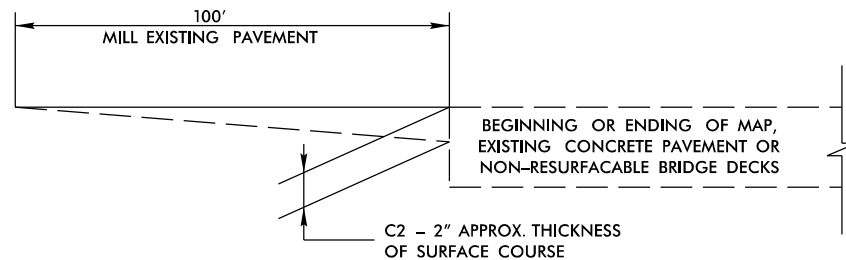 100'
MILL EXISTING PAVEMENT
BEGINNING OR ENDING OF MAP,
EXISTING CONCRETE PAVEMENT OR
NON-RESURFACABLE BRIDGE DECKS
C2 - 2" APPROX. THICKNESS
OF SURFACE COURSE